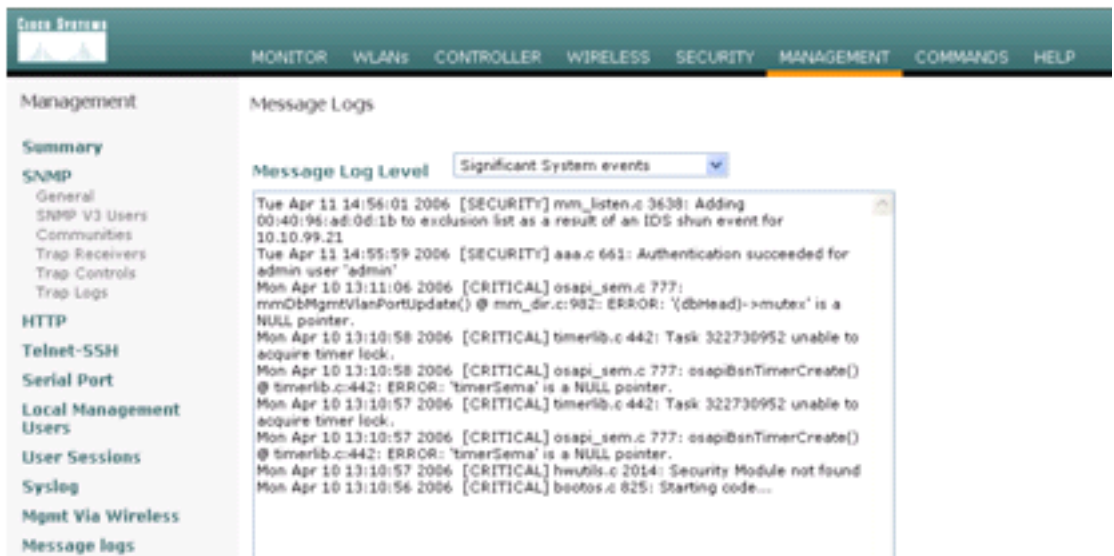 CISCO SYSTEMS
MONITOR WLANs CONTROLLER WIRELESS SECURITY MANAGEMENT COMMANDS HELP
Management
Summary
SNMP
General
SNMP V3 Users
Communities
Trap Receivers
Trap Controls
Trap Logs
HTTP
Telnet-SSH
Serial Port
Local Management
Users
User Sessions
Syslog
Mgmt Via Wireless
Message logs
Message Logs
Message Log Level Significant System events
Tue Apr 11 14:56:01 2006 [SECURITY] mm_listen.c 3638: Adding
00:40:96:ad:0d:1b to exclusion list as a result of an IDS shun event for
10.10.99.21
Tue Apr 11 14:55:59 2006 [SECURITY] aaa.c 661: Authentication succeeded for
admin user 'admin'
Mon Apr 10 13:11:06 2006 [CRITICAL] osapi_sem.c 777:
mmDbMgmtVlanPortUpdate() @ mm_dir.c:982: ERROR: '(dbHead)->mutex' is a
NULL pointer.
Mon Apr 10 13:10:58 2006 [CRITICAL] timerlib.c 442: Task 322730952 unable to
acquire timer lock.
Mon Apr 10 13:10:58 2006 [CRITICAL] osapi_sem.c 777: osapiBsnTimerCreate()
@ timerlib.c:442: ERROR: 'timerSema' is a NULL pointer.
Mon Apr 10 13:10:57 2006 [CRITICAL] timerlib.c 442: Task 322730952 unable to
acquire timer lock.
Mon Apr 10 13:10:57 2006 [CRITICAL] osapi_sem.c 777: osapiBsnTimerCreate()
@ timerlib.c:442: ERROR: 'timerSema' is a NULL pointer.
Mon Apr 10 13:10:57 2006 [CRITICAL] hwutils.c 2014: Security Module not found
Mon Apr 10 13:10:56 2006 [CRITICAL] bootos.c 825: Starting code...